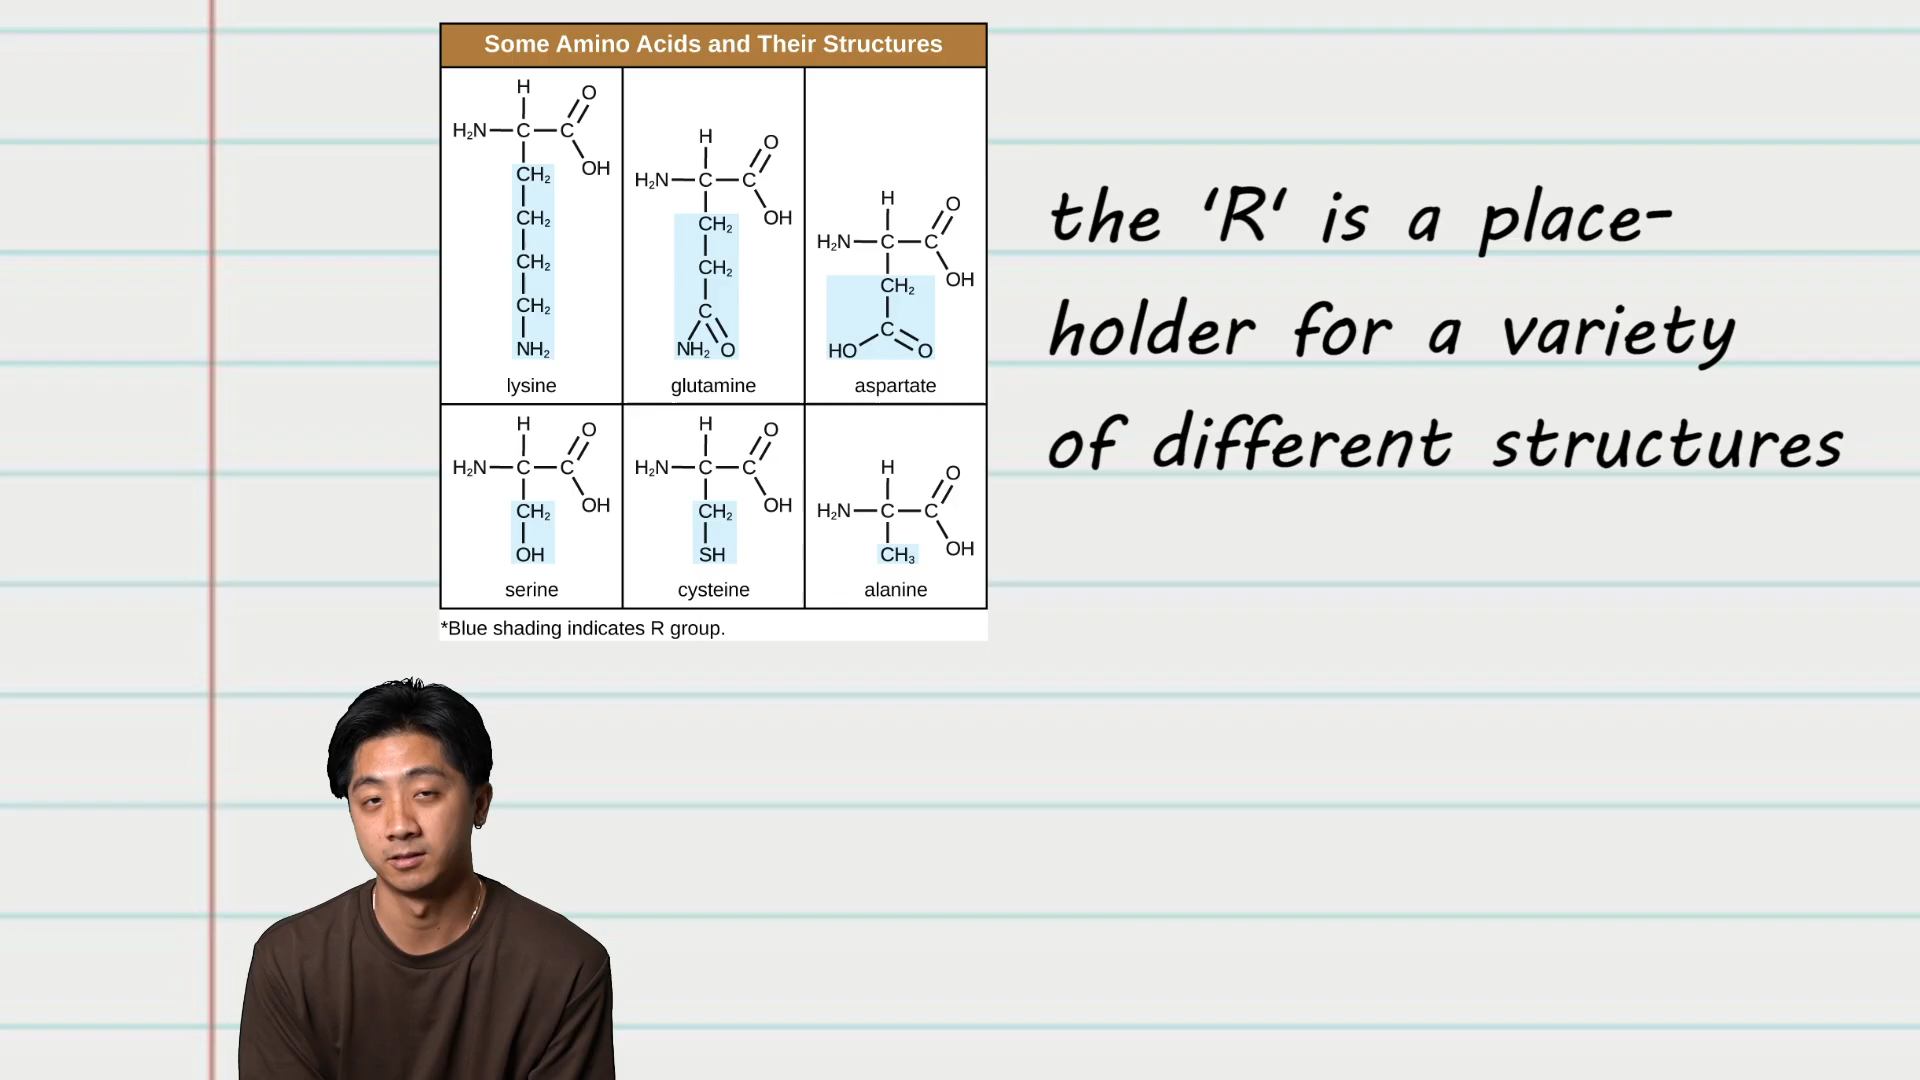 Some Amino Acids and Their Structures
H
O
H₂N C C
OH
CH₂
CH₂
CH₂
CH₂
NH₂
lysine
H
O
H₂N C C
OH
CH₂
CH₂
C
NH₂ O
glutamine
H
O
H₂N C C
OH
CH₂
C
HO O
aspartate
H
O
H₂N C C
OH
CH₂
OH
serine
H
O
H₂N C C
OH
CH₂
SH
cysteine
H
O
H₂N C C
OH
CH₃
alanine
*Blue shading indicates R group.
the 'R' is a place-
holder for a variety
of different structures